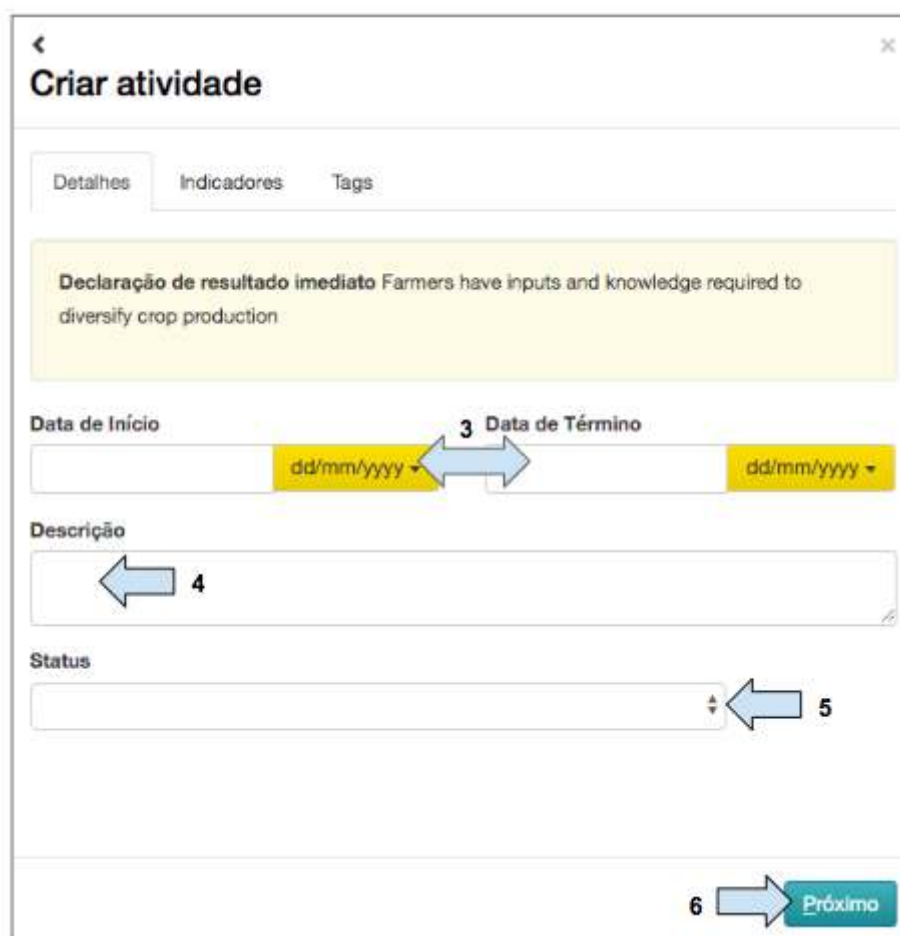 Criar atividade
Detalhes Indicadores Tags
Declaração de resultado imediato Farmers have inputs and knowledge required to
diversify crop production
Data de Início 3 Data de Término
dd/mm/yyyy dd/mm/yyyy
Descrição
4
Status
5
6 Próximo